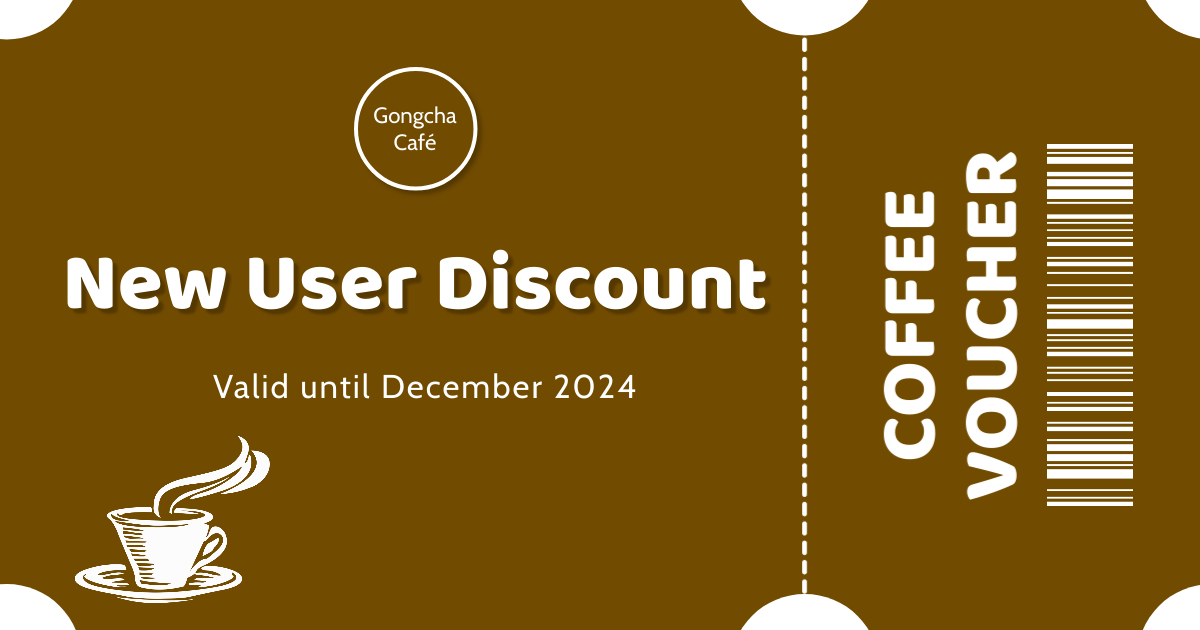 Gongcha
Café
New User Discount
Valid until December 2024
COFFEE
VOUCHER